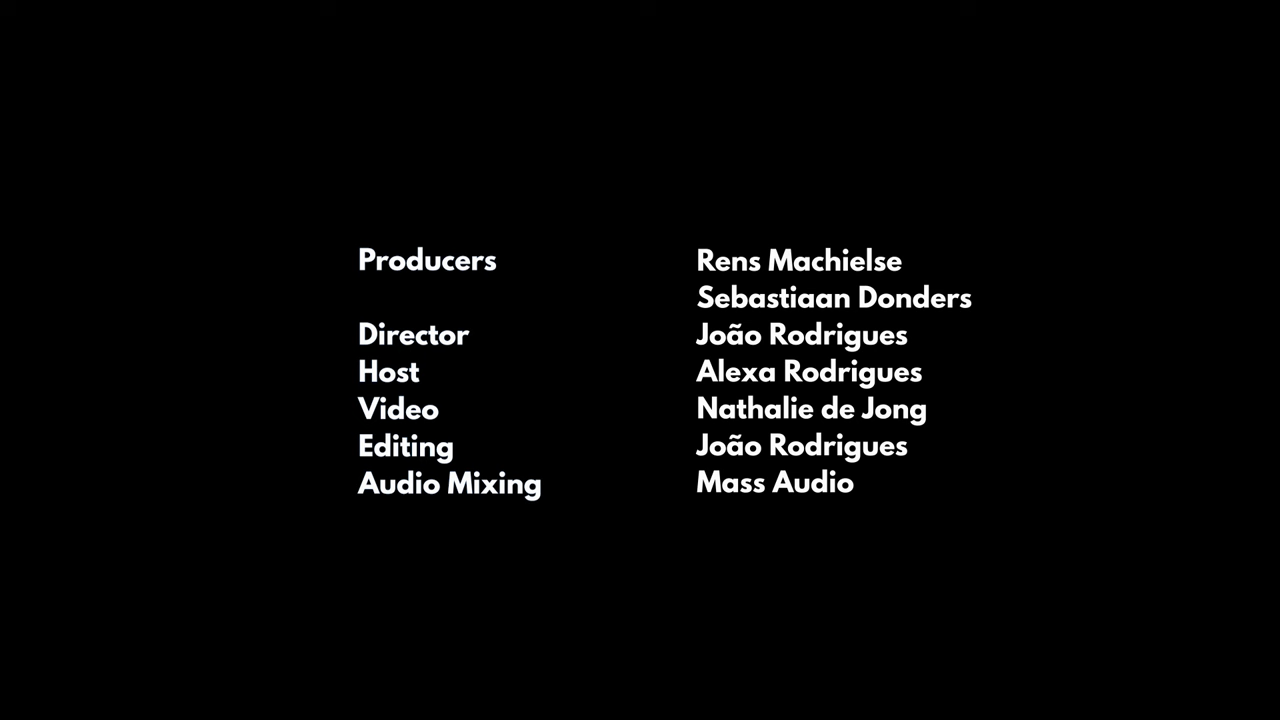 Producers Rens Machielse
Sebastiaan Donders
Director João Rodrigues
Host Alexa Rodrigues
Video Nathalie de Jong
Editing João Rodrigues
Audio Mixing Mass Audio